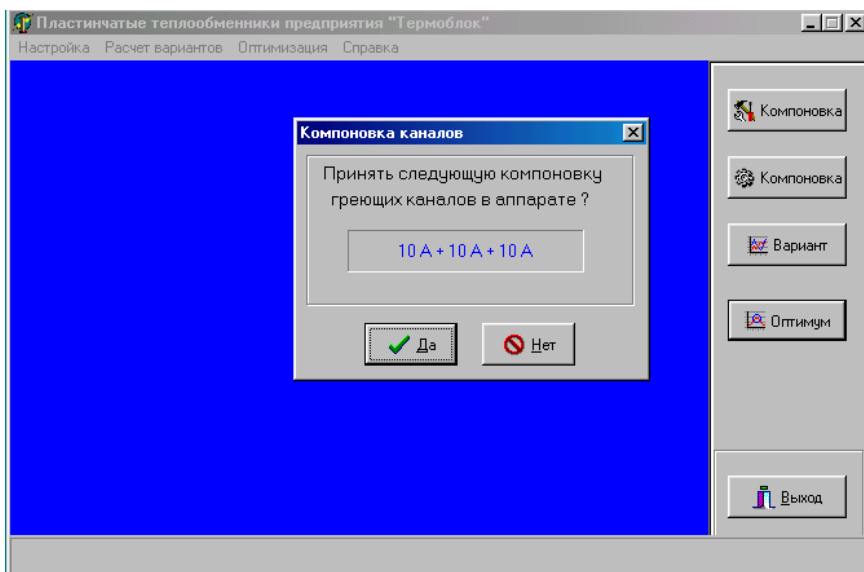 Пластинчатые теплообменники предприятия "Термоблок"
Настройка Расчет вариантов Оптимизация Справка
Компоновка каналов
Принять следующую компоновку
греющих каналов в аппарате ?
10 А + 10 А + 10 А
Да
Нет
Компоновка
Компоновка
Вариант
Оптимум
Выход